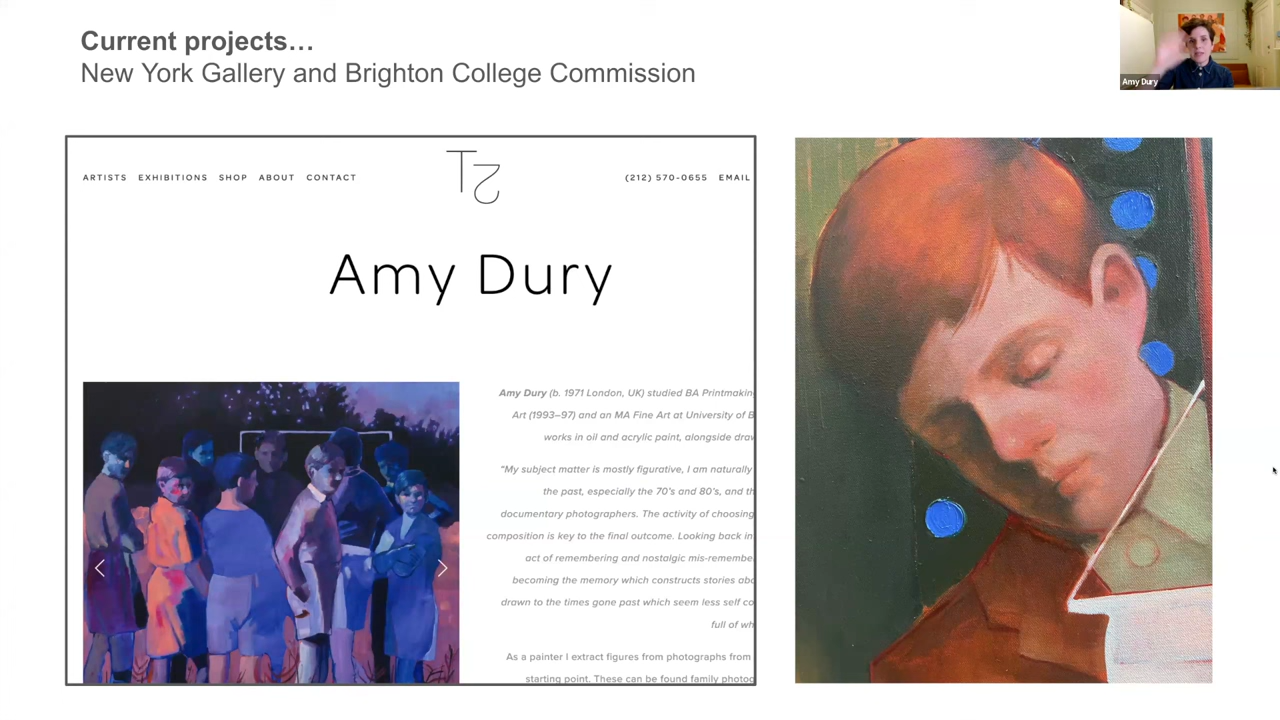 Current projects…
New York Gallery and Brighton College Commission
Amy Dury
ARTISTS EXHIBITIONS SHOP ABOUT CONTACT
(212) 570-0655 EMAIL
Amy Dury
Amy Dury (b. 1971 London, UK) studied BA Printmaking
Art (1993–97) and an MA Fine Art at University of B
works in oil and acrylic paint, alongside draw
"My subject matter is mostly figurative, I am naturally
the past, especially the 70's and 80's, and th
documentary photographers. The activity of choosing
composition is key to the final outcome. Looking back in
act of remembering and nostalgic mis-remembe
becoming the memory which constructs stories abo
drawn to the times gone past which seem less self co
full of wh
As a painter I extract figures from photographs from
starting point. These can be found family photog